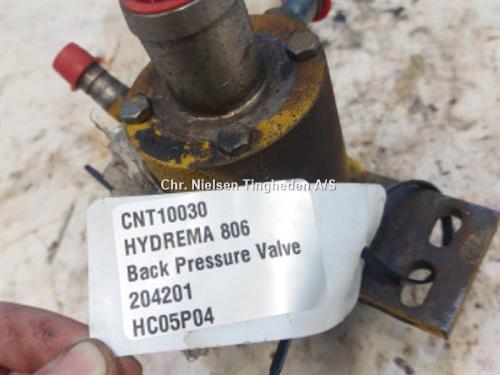 Chr. Nielsen Tingheden A/S
CNT10030
HYDREMA 806
Back Pressure Valve
204201
HC05P04